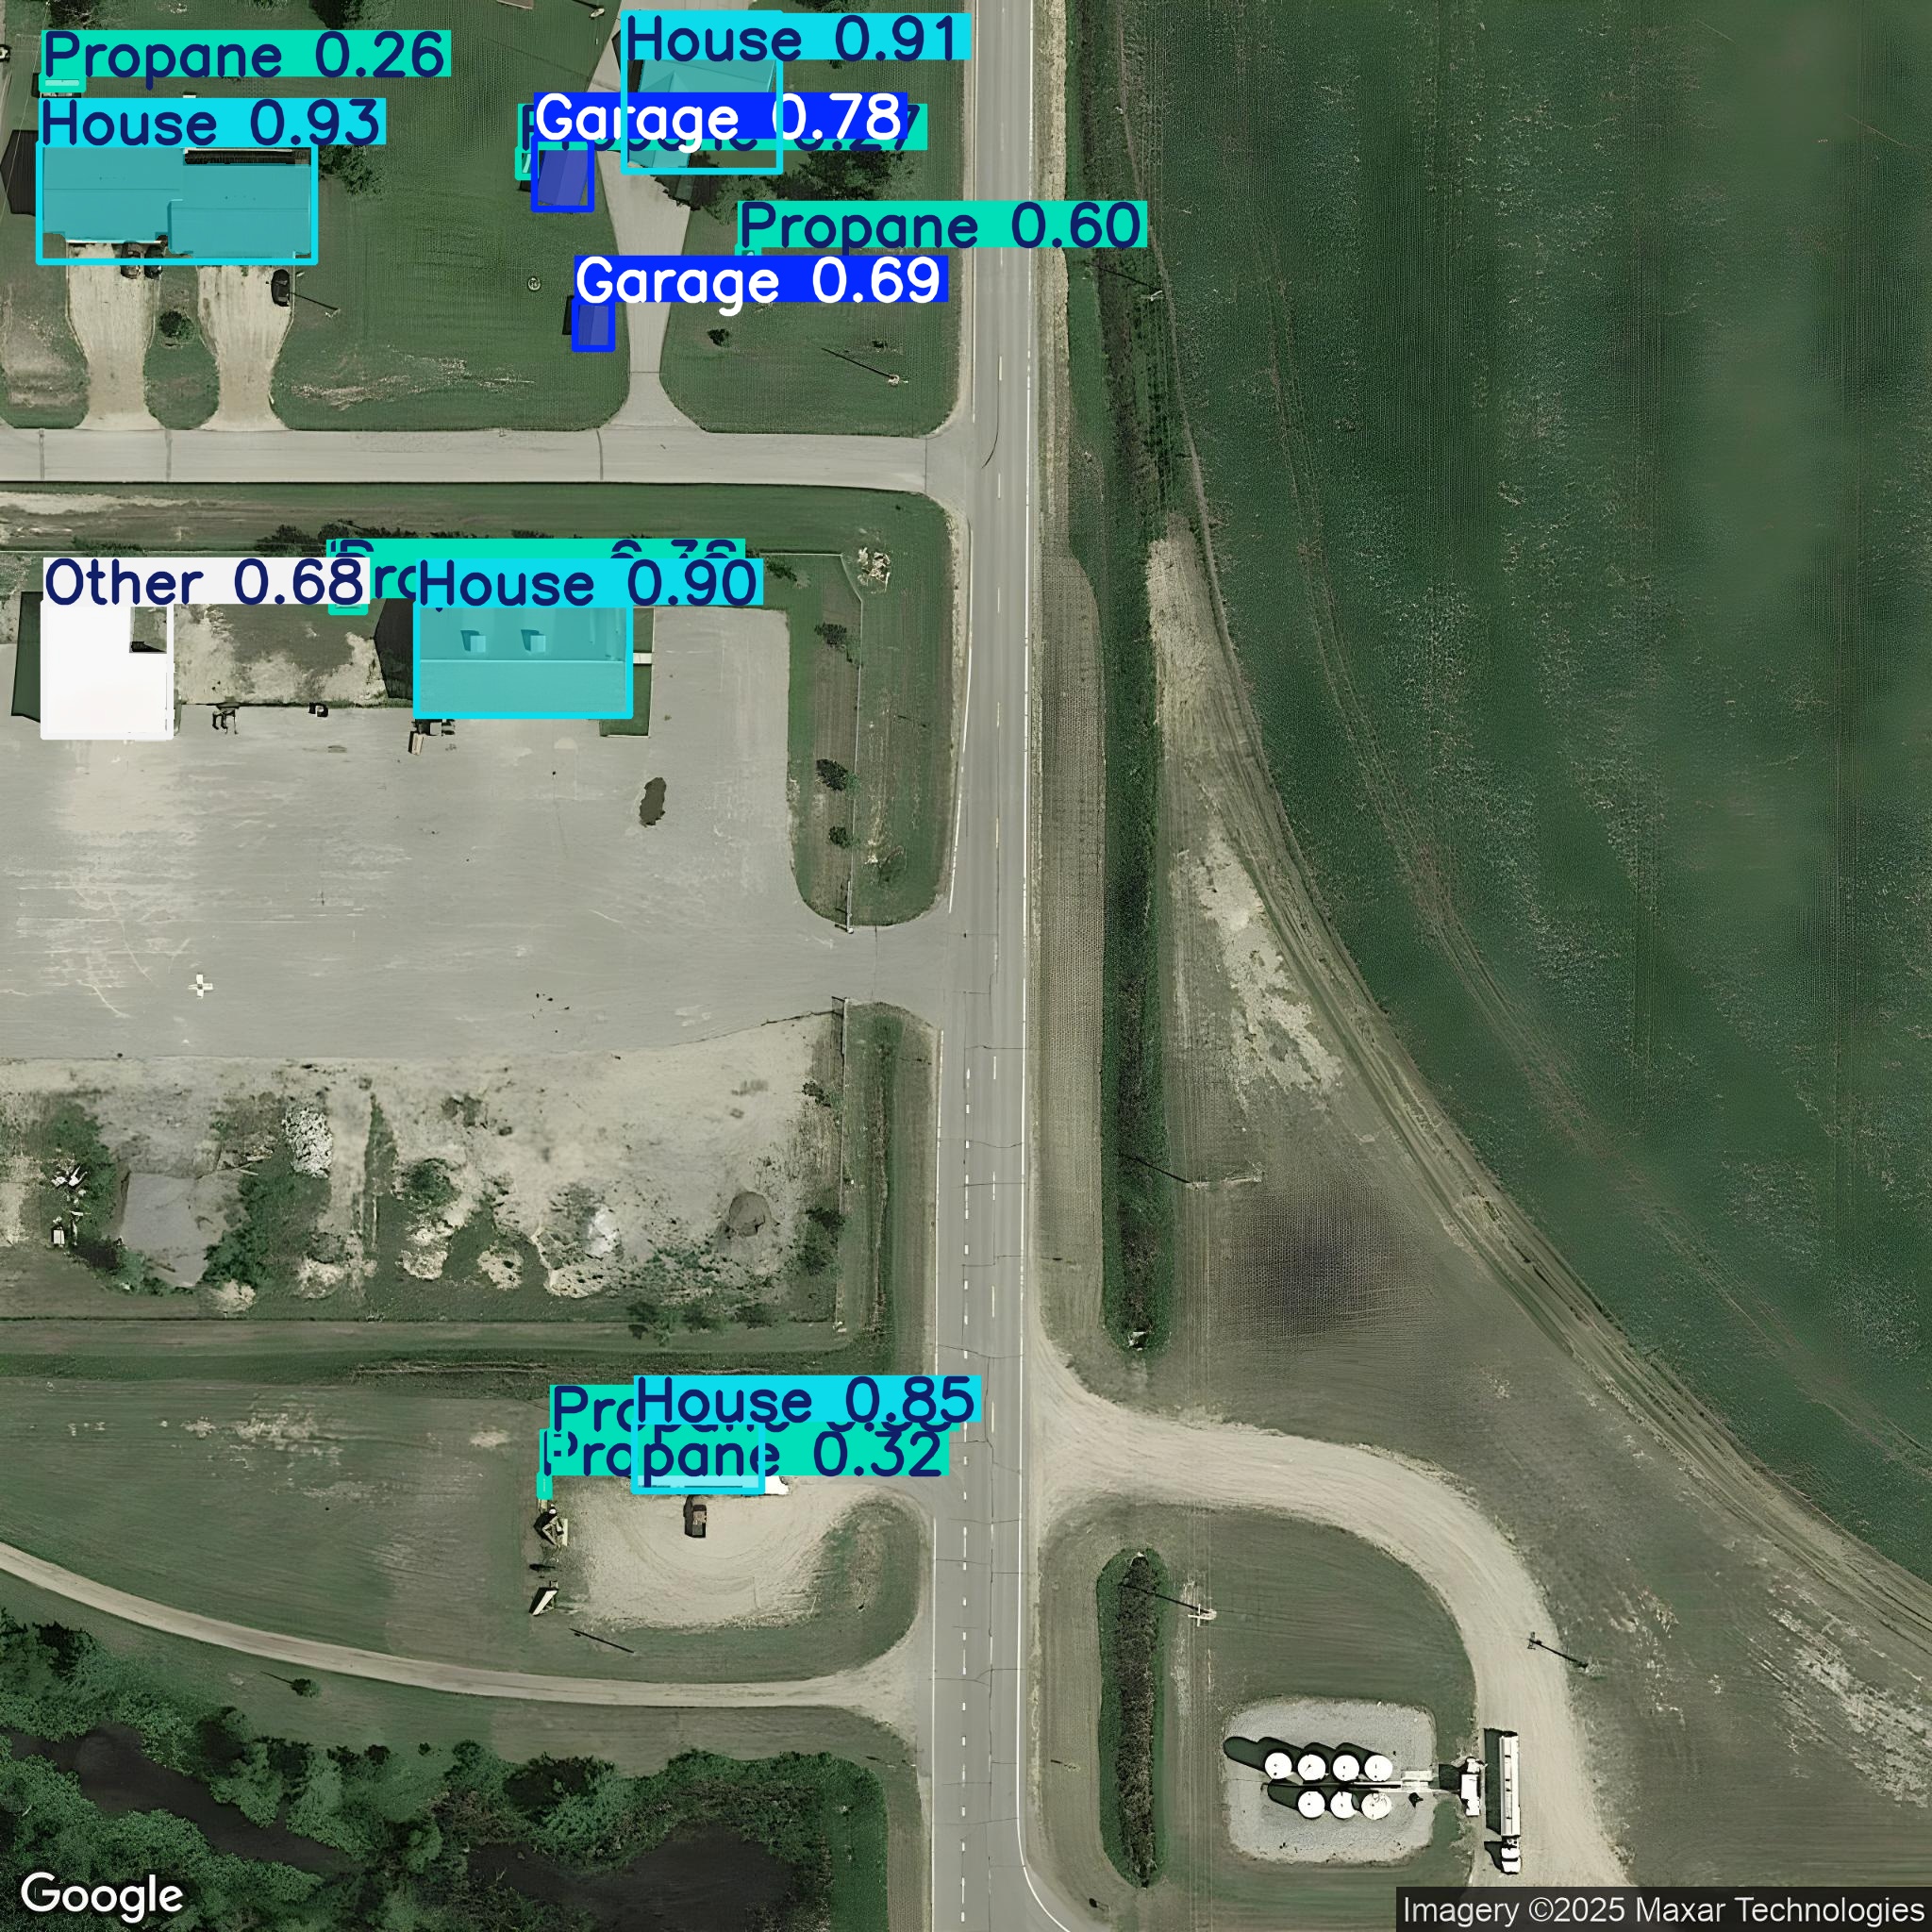 House 0.91
Propane 0.26
House 0.93
Garage 0.78
Propane 0.60
Garage 0.69
Other 0.68
House 0.90
House 0.85
Propane 0.32
Google
Imagery ©2025 Maxar Technologies